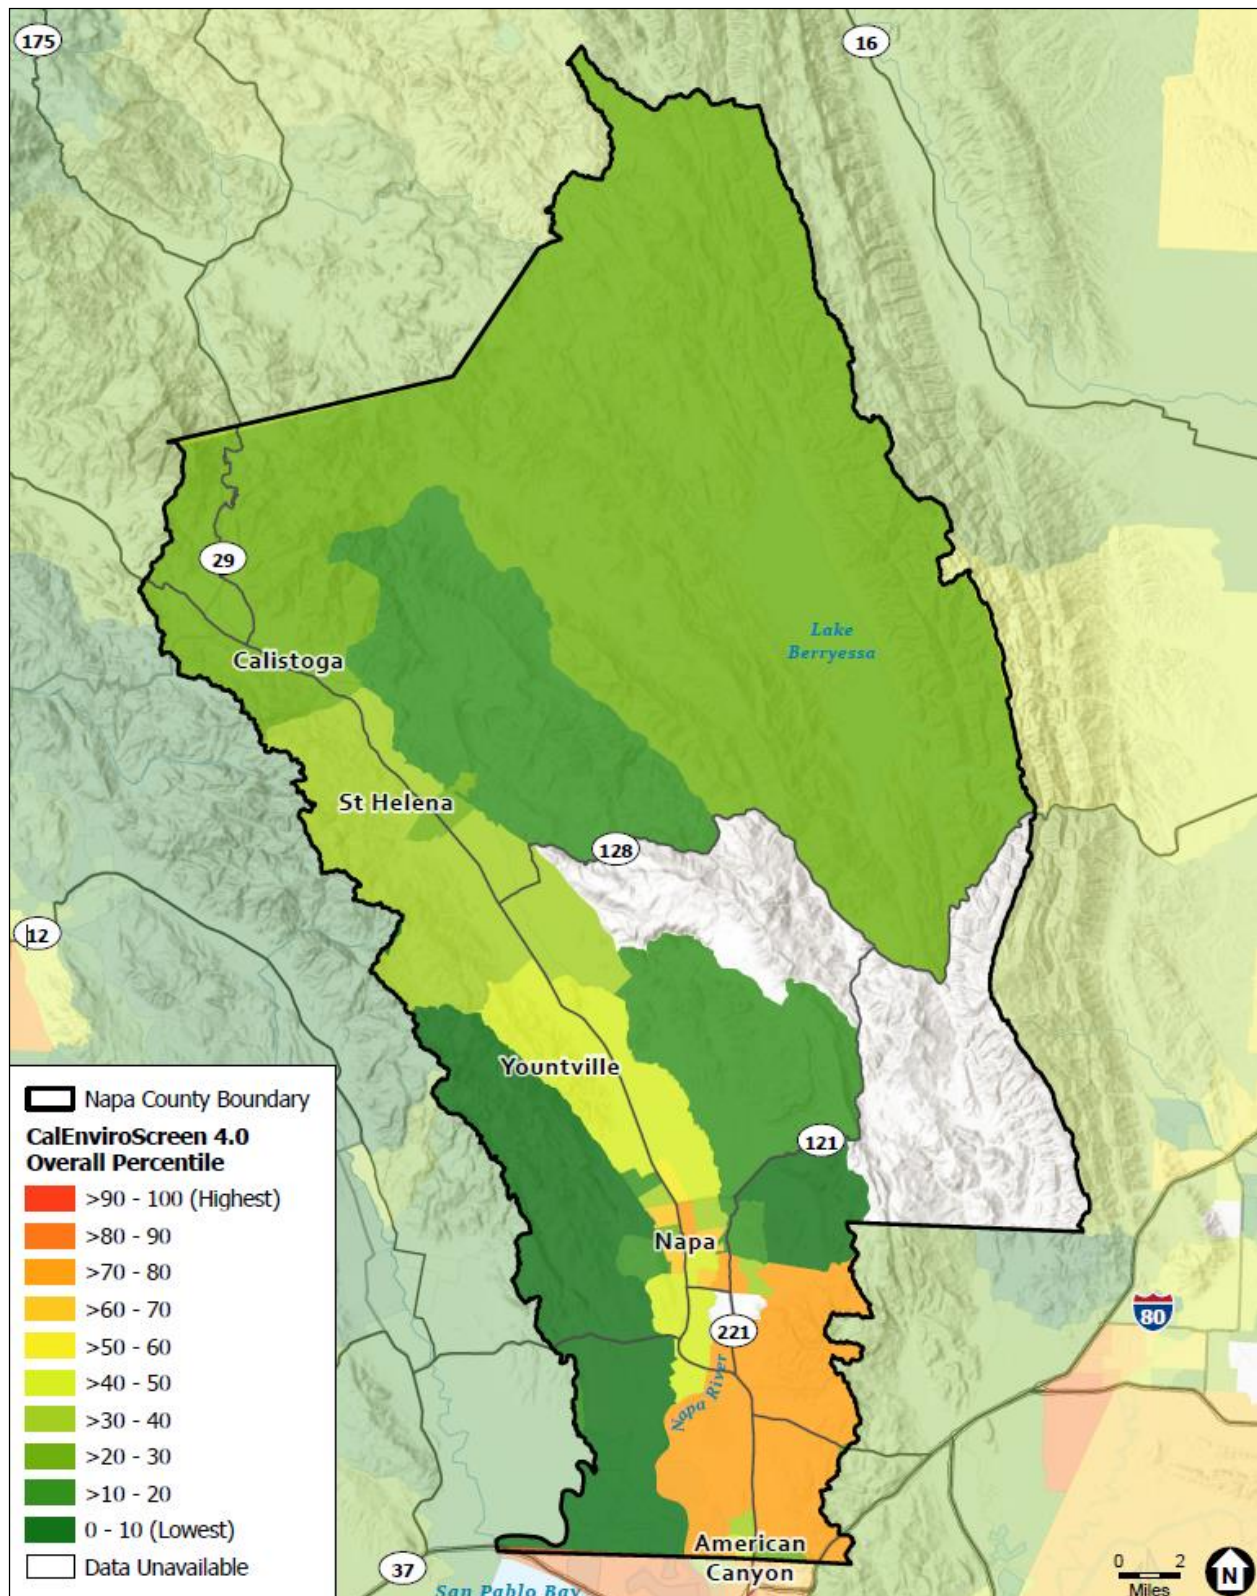 175
16
29
Calistoga
Lake
Berryessa
St Helena
128
12
Yountville
121
Napa
80
221
Napa River
American
Canyon
37
San Pablo Bay
Napa County Boundary
CalEnviroScreen 4.0
Overall Percentile
>90 - 100 (Highest)
>80 - 90
>70 - 80
>60 - 70
>50 - 60
>40 - 50
>30 - 40
>20 - 30
>10 - 20
0 - 10 (Lowest)
Data Unavailable
0 2
Miles
N